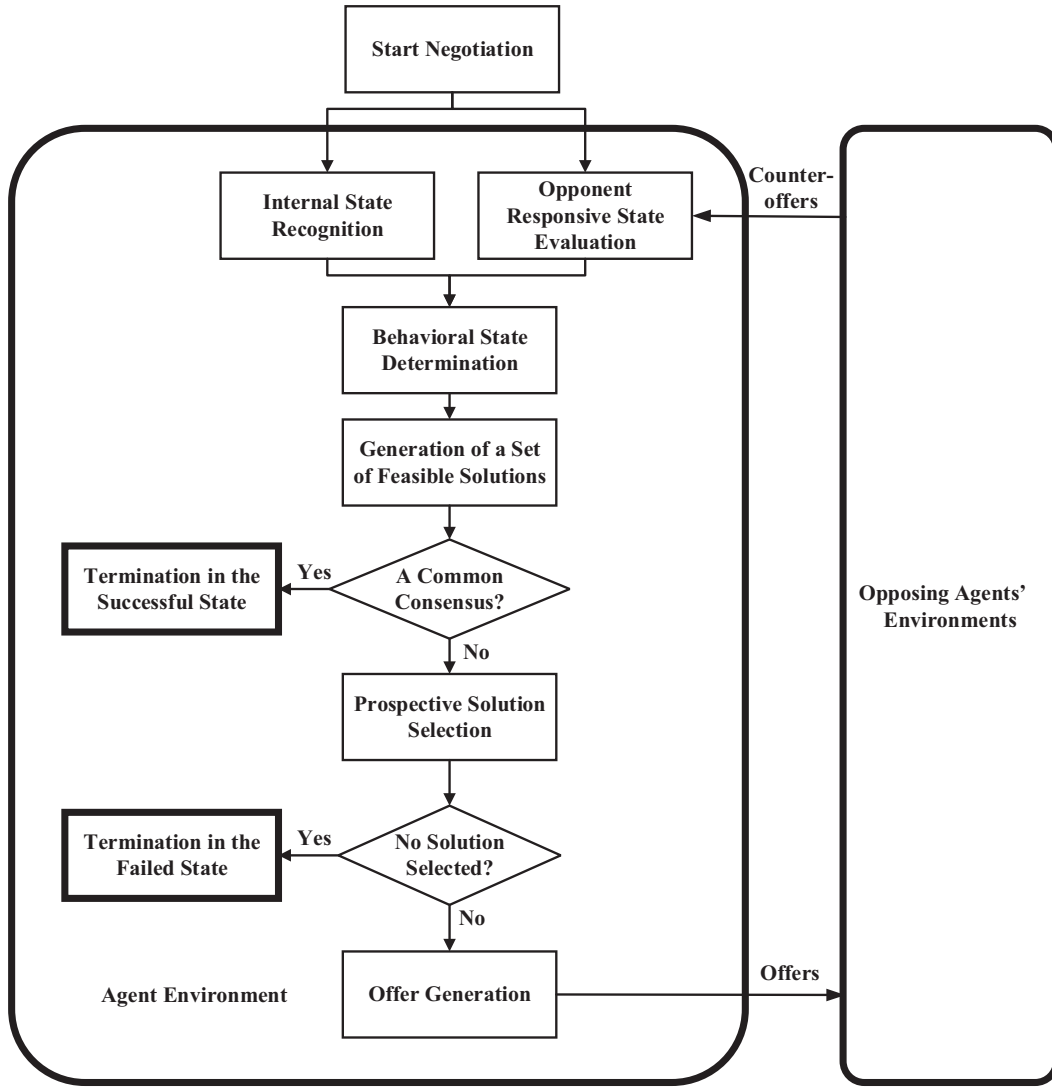 Start Negotiation
Internal State
Recognition
Opponent
Responsive State
Evaluation
Counter-
offers
Behavioral State
Determination
Generation of a Set
of Feasible Solutions
A Common
Consensus?
Yes
Termination in the
Successful State
No
Opposing Agents’
Environments
Prospective Solution
Selection
No Solution
Selected?
Yes
Termination in the
Failed State
No
Offer Generation
Offers
Agent Environment